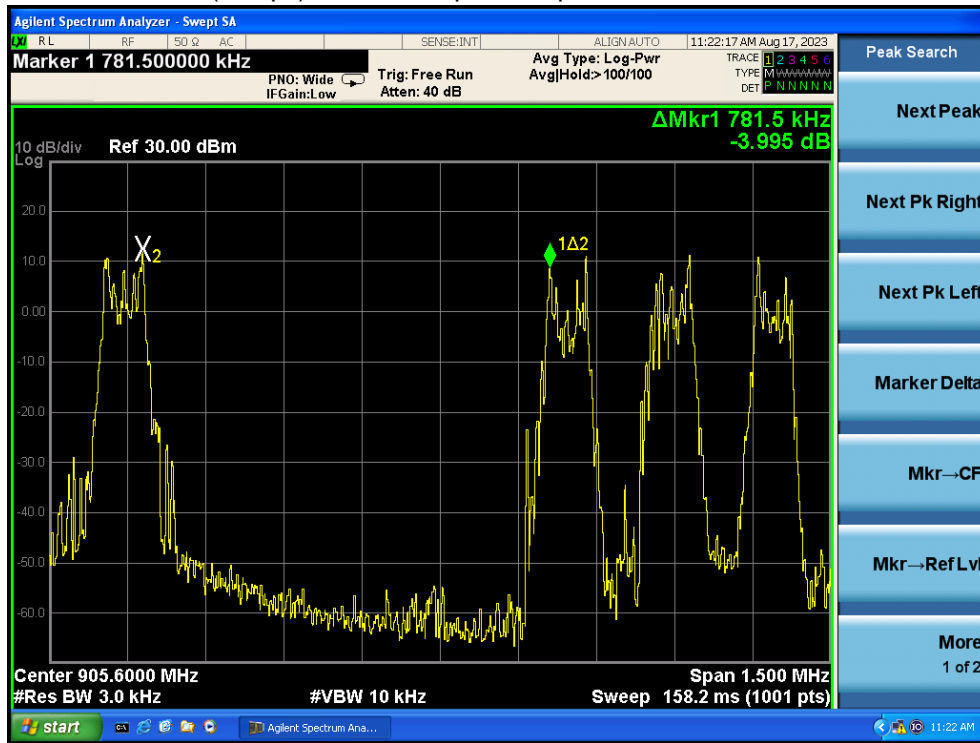 Agilent Spectrum Analyzer - Swept SA
LXI RL RF 50 Ω AC SENSE:INT ALIGN AUTO 11:22:17 AM Aug 17, 2023
Marker 1 781.500000 kHz
PNO: Wide
IFGain:Low
Trig: Free Run
Atten: 40 dB
Avg Type: Log-Pwr
Avg|Hold:>100/100
TRACE 1 2 3 4 5 6
TYPE M
DET P N N N N N
ΔMkr1 781.5 kHz
-3.995 dB
10 dB/div Ref 30.00 dBm
Log
20.0
10.0
0.00
-10.0
-20.0
-30.0
-40.0
-50.0
-60.0
X2
1Δ2
Center 905.6000 MHz Span 1.500 MHz
#Res BW 3.0 kHz #VBW 10 kHz Sweep 158.2 ms (1001 pts)
Peak Search
Next Peak
Next Pk Right
Next Pk Left
Marker Delta
Mkr→CF
Mkr→Ref Lvl
More
1 of 2
start Agilent Spectrum Ana... 11:22 AM